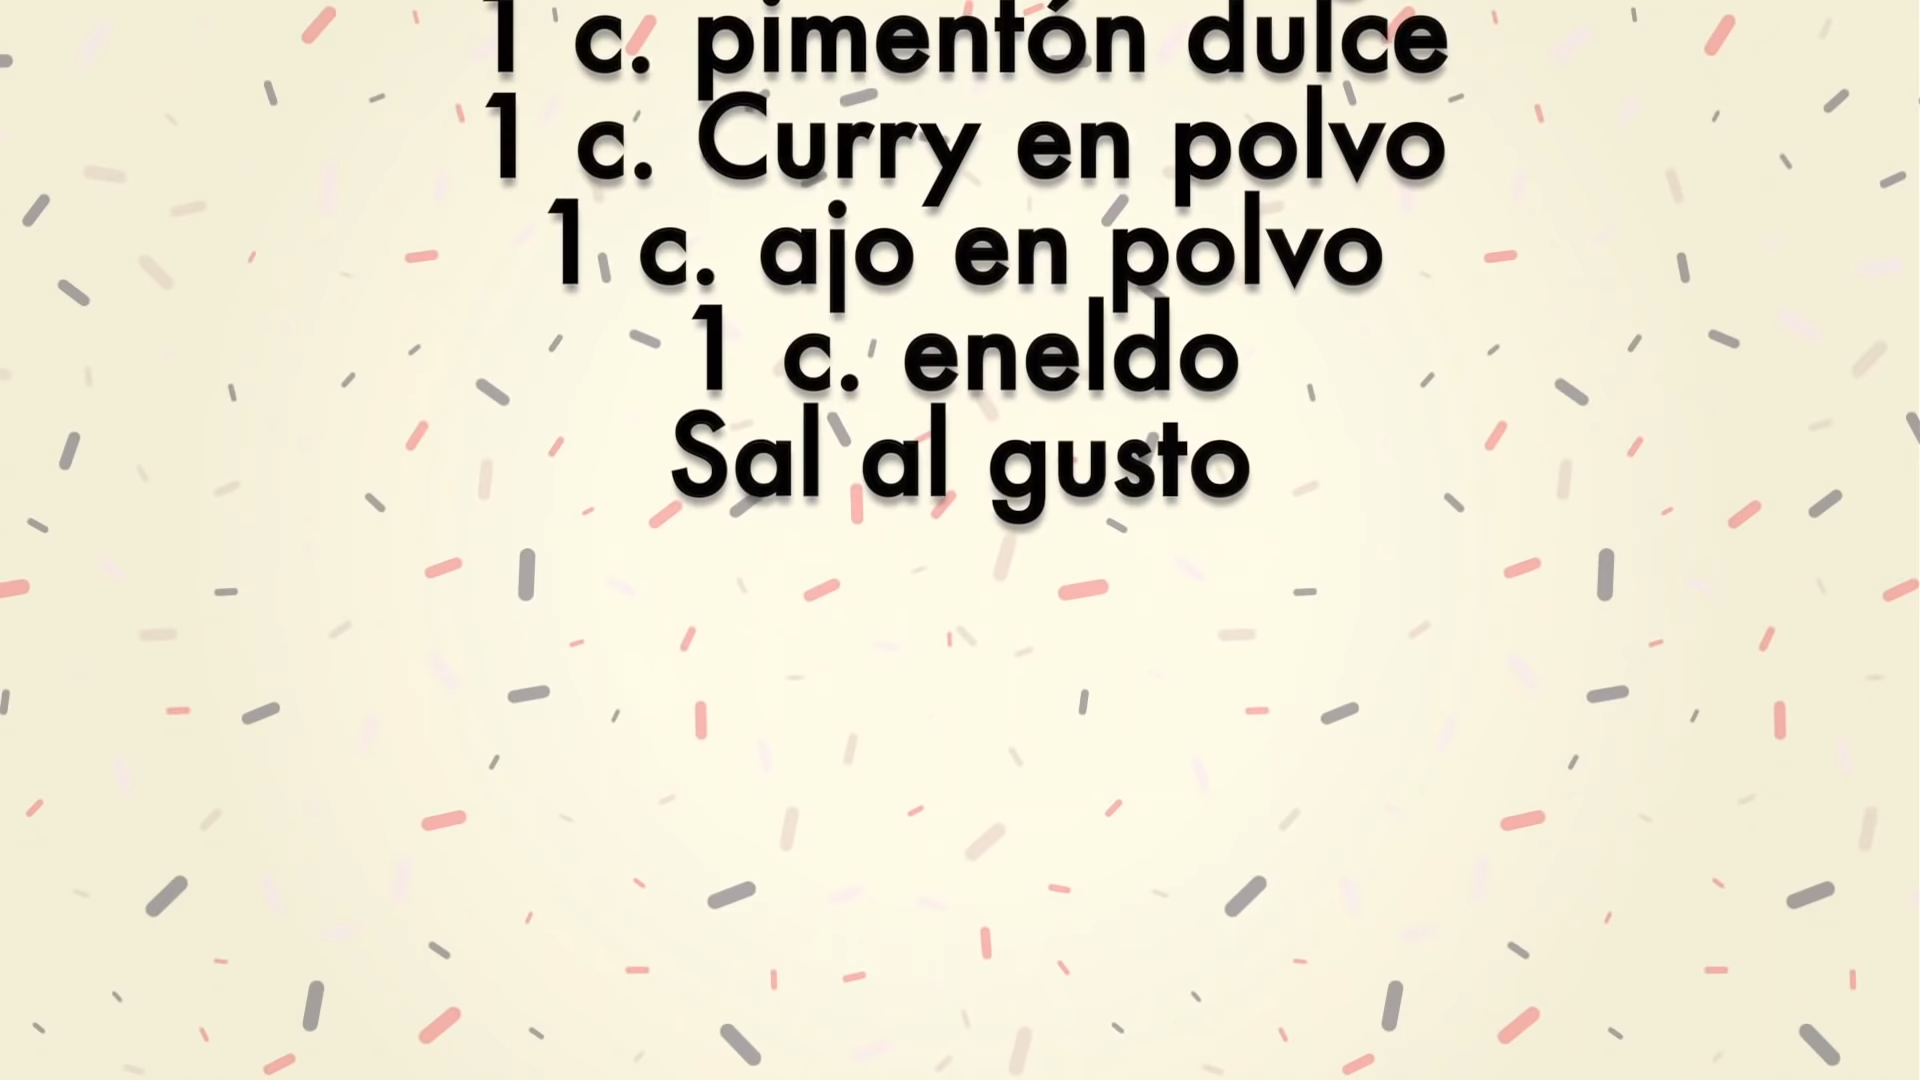 1 c. pimentón dulce
1 c. Curry en polvo
1 c. ajo en polvo
1 c. eneldo
Sal al gusto